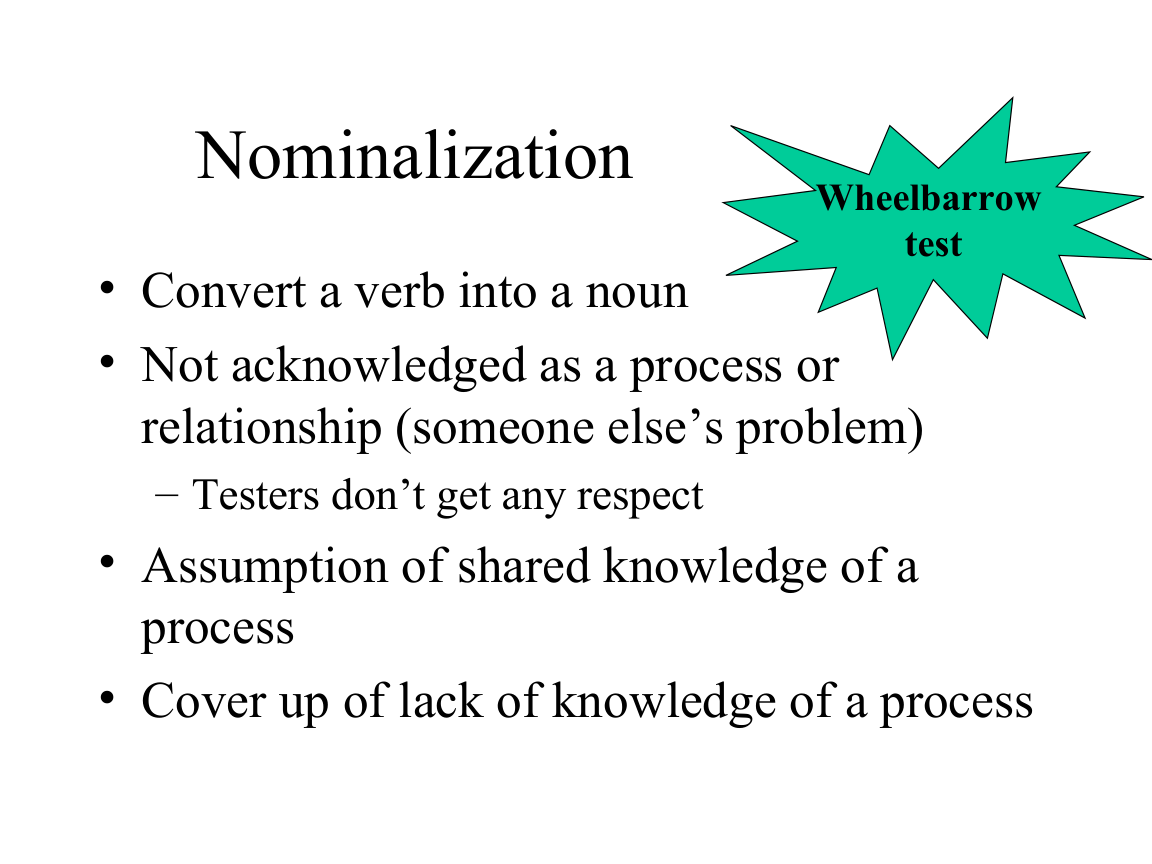 Nominalization
Wheelbarrow
test
• Convert a verb into a noun
• Not acknowledged as a process or
relationship (someone else’s problem)
– Testers don’t get any respect
• Assumption of shared knowledge of a
process
• Cover up of lack of knowledge of a process